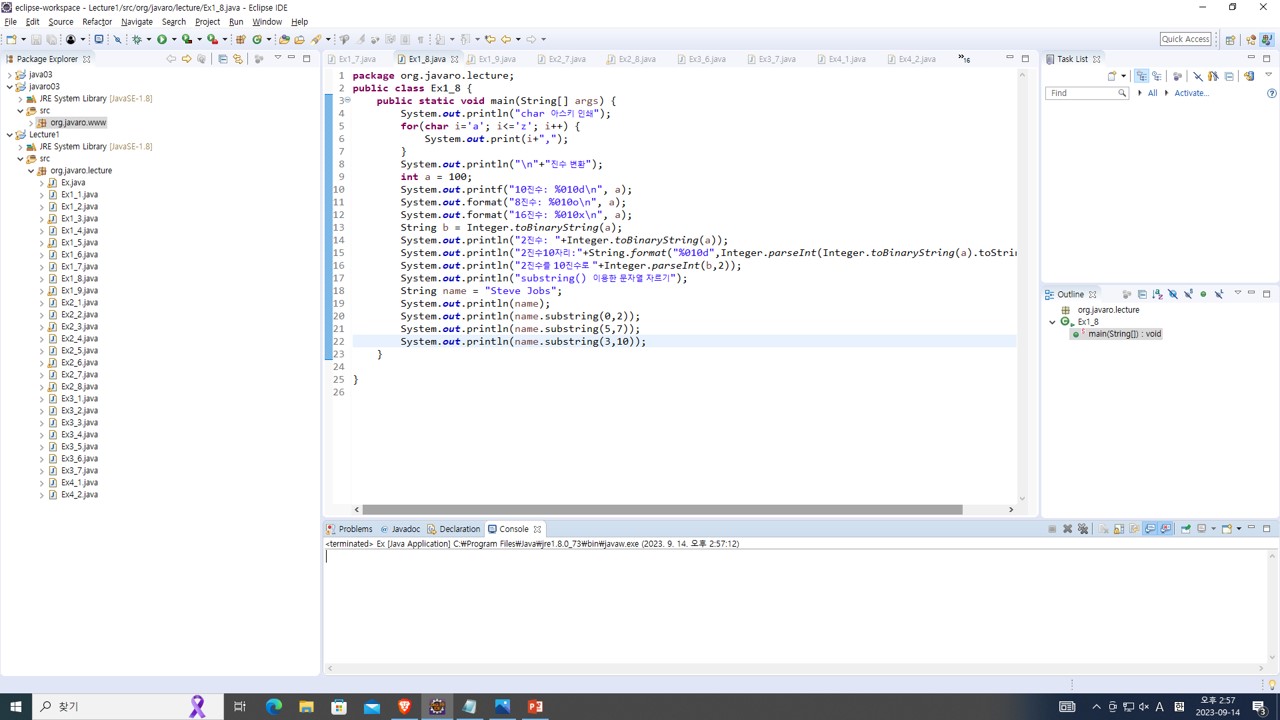 eclipse-workspace - Lecture1/src/org/javaro/lecture/Ex1_8.java - Eclipse IDE
File Edit Source Refactor Navigate Search Project Run Window Help
Quick Access
Package Explorer
java03
javaro03
JRE System Library [JavaSE-1.8]
src
org.javaro.www
Lecture1
JRE System Library [JavaSE-1.8]
src
org.javaro.lecture
Ex.java
Ex1_1.java
Ex1_2.java
Ex1_3.java
Ex1_4.java
Ex1_5.java
Ex1_6.java
Ex1_7.java
Ex1_8.java
Ex1_9.java
Ex2_1.java
Ex2_2.java
Ex2_3.java
Ex2_4.java
Ex2_5.java
Ex2_6.java
Ex2_7.java
Ex2_8.java
Ex3_1.java
Ex3_2.java
Ex3_3.java
Ex3_4.java
Ex3_5.java
Ex3_6.java
Ex3_7.java
Ex4_1.java
Ex4_2.java
Ex1_7.java Ex1_8.java Ex1_9.java Ex2_7.java Ex2_8.java Ex3_6.java Ex3_7.java Ex4_1.java Ex4_2.java »16
1 package org.javaro.lecture;
2 public class Ex1_8 {
3 public static void main(String[] args) {
4 System.out.println("char 아스키 인쇄");
5 for(char i='a'; i<='z'; i++) {
6 System.out.print(i+",");
7 }
8 System.out.println("\n"+"진수 변환");
9 int a = 100;
10 System.out.printf("10진수: %010d\n", a);
11 System.out.format("8진수: %010o\n", a);
12 System.out.format("16진수: %010x\n", a);
13 String b = Integer.toBinaryString(a);
14 System.out.println("2진수: "+Integer.toBinaryString(a));
15 System.out.println("2진수10자리:"+String.format("%010d",Integer.parseInt(Integer.toBinaryString(a).toStrin
16 System.out.println("2진수를 10진수로 "+Integer.parseInt(b,2));
17 System.out.println("substring() 이용한 문자열 자르기");
18 String name = "Steve Jobs";
19 System.out.println(name);
20 System.out.println(name.substring(0,2));
21 System.out.println(name.substring(5,7));
22 System.out.println(name.substring(3,10));
23 }
24
25 }
26
Task List
Find All Activate...
Outline
org.javaro.lecture
Ex1_8
main(String[]) : void
Problems Javadoc Declaration Console
<terminated> Ex [Java Application] C:₩Program Files₩Java₩jre1.8.0_73₩bin₩javaw.exe (2023. 9. 14. 오후 2:57:12)
찾기
A 한
오후 2:57
2023-09-14
3